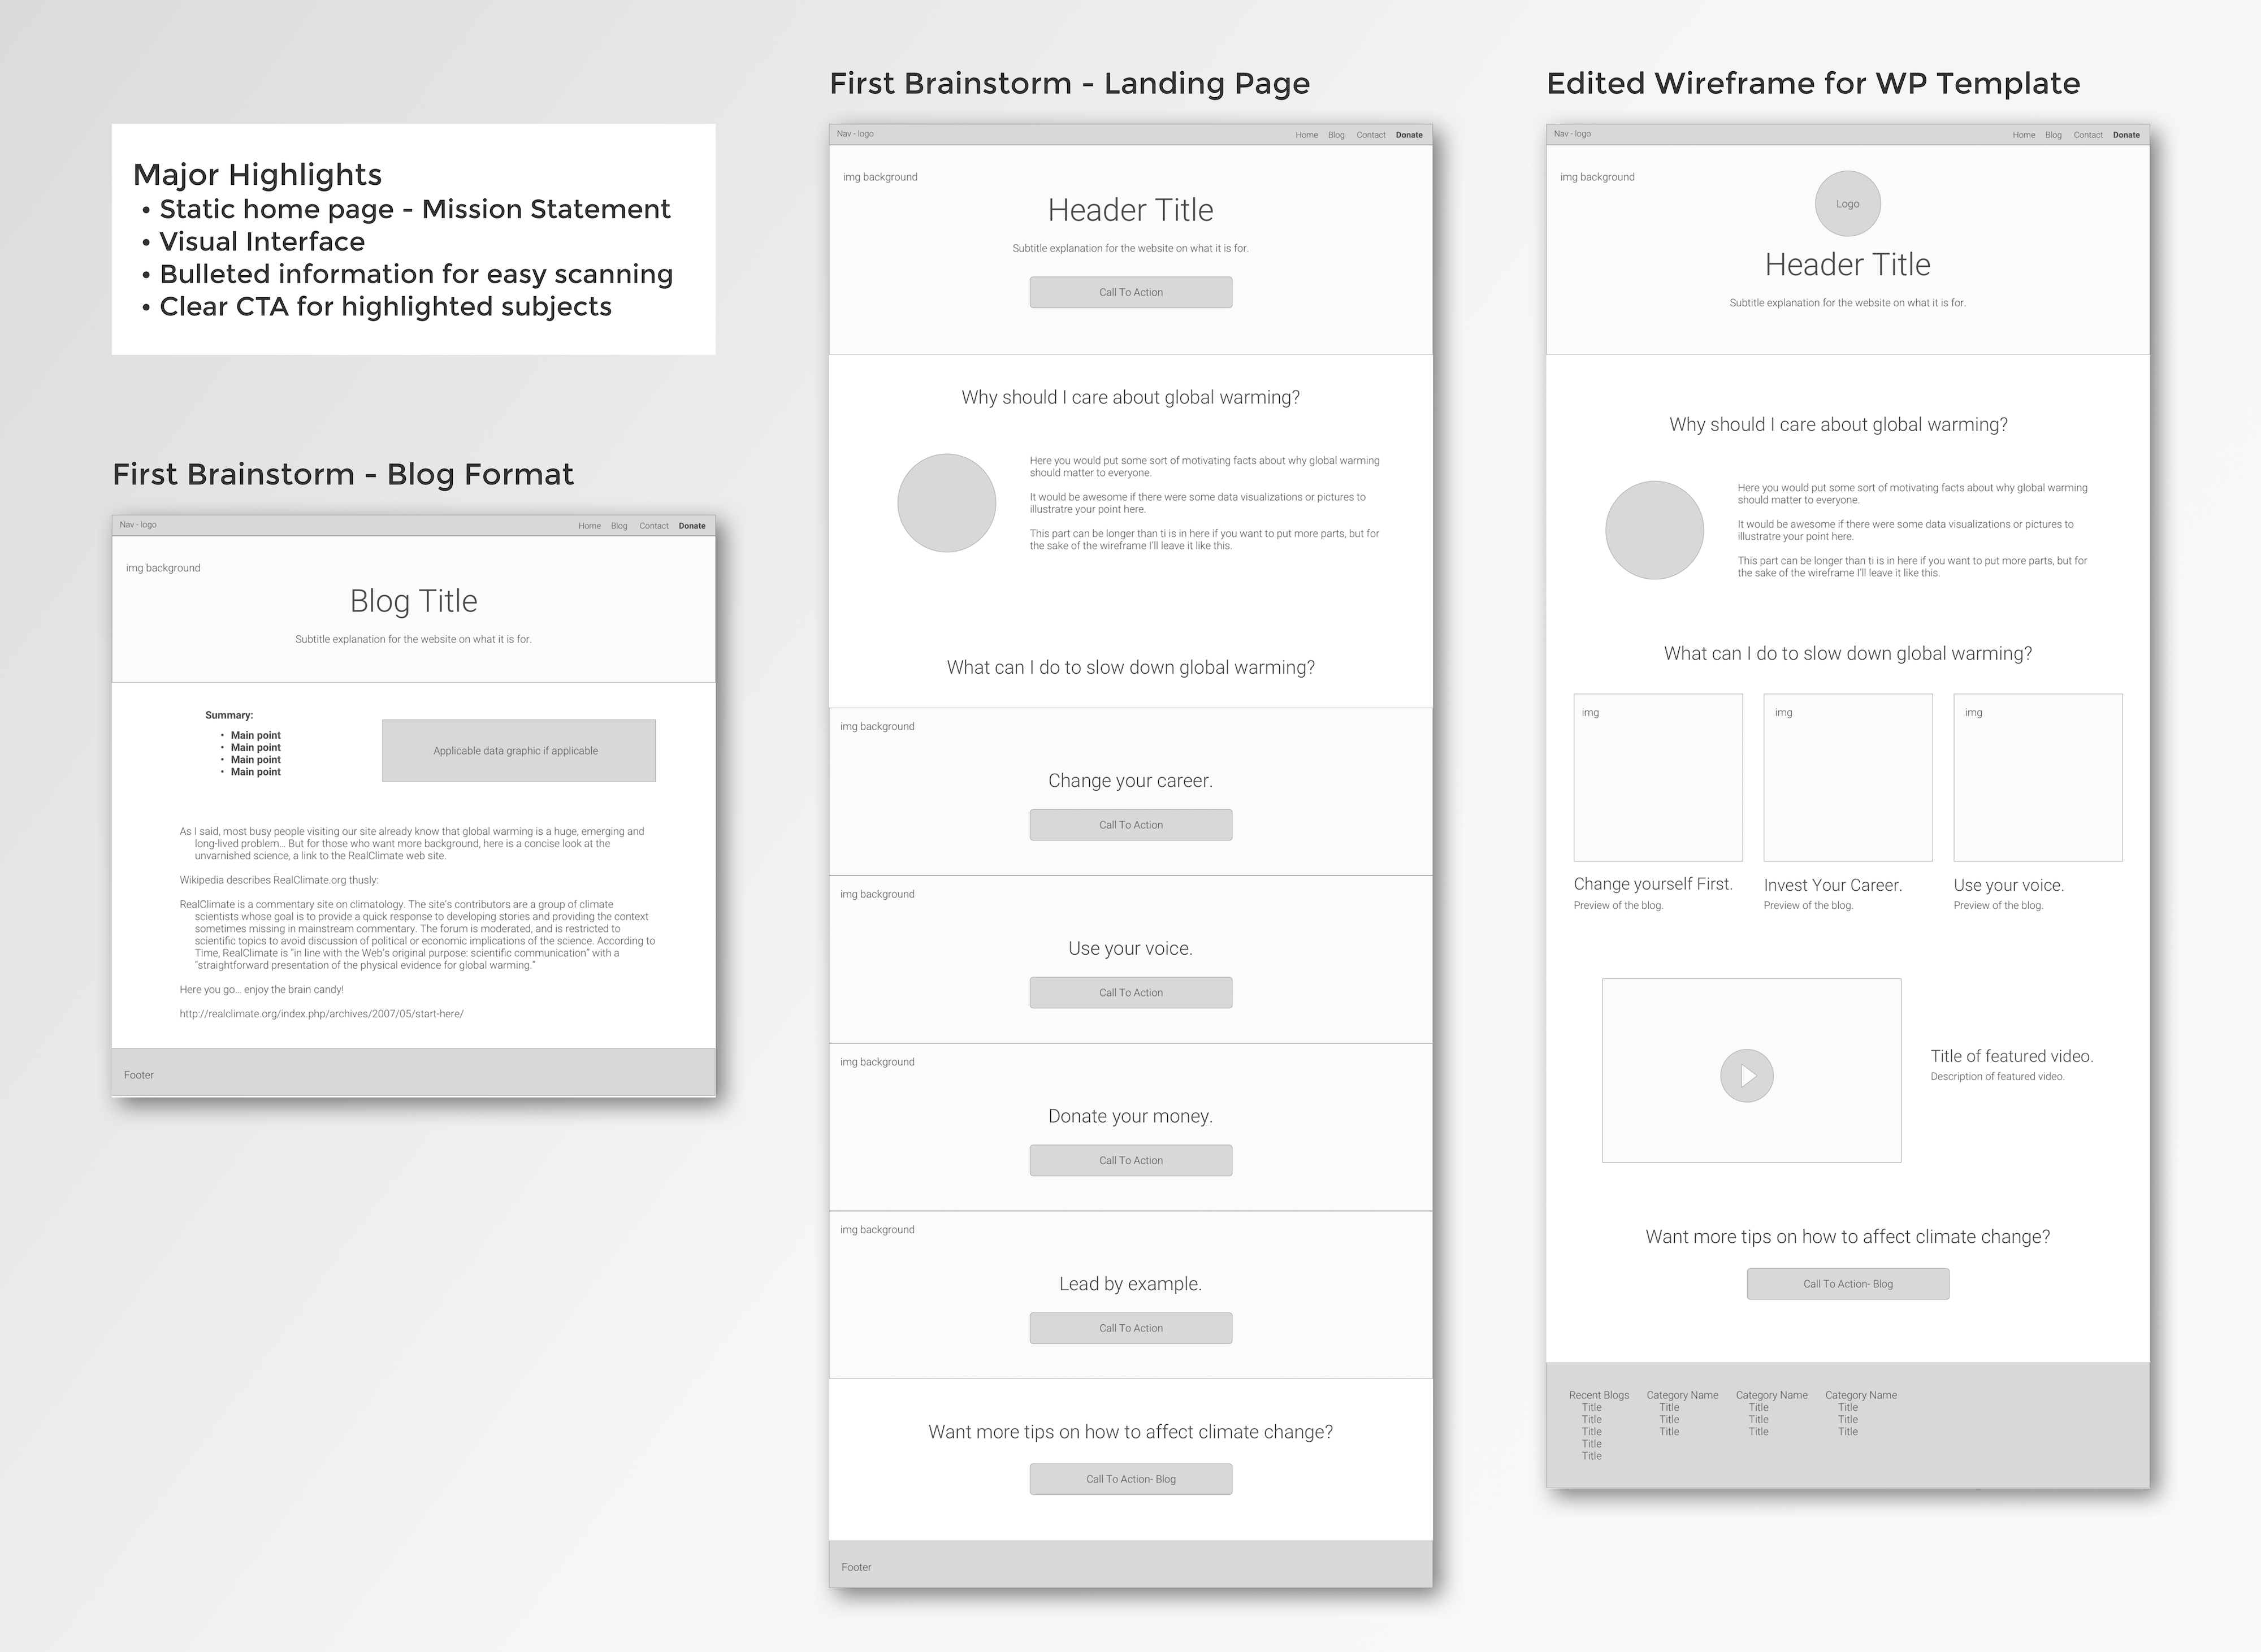 Major Highlights
• Static home page - Mission Statement
• Visual Interface
• Bulleted information for easy scanning
• Clear CTA for highlighted subjects
First Brainstorm - Blog Format
Nav - logo
Home Blog Contact Donate
img background
Blog Title
Subtitle explanation for the website on what it is for.
Summary:
• Main point
• Main point
• Main point
• Main point
Applicable data graphic if applicable
As I said, most busy people visiting our site already know that global warming is a huge, emerging and
long-lived problem... But for those who want more background, here is a concise look at the
unvarnished science, a link to the RealClimate web site.
Wikipedia describes RealClimate.org thusly:
RealClimate is a commentary site on climatology. The site's contributors are a group of climate
scientists whose goal is to provide a quick response to developing stories and providing the context
sometimes missing in mainstream commentary. The forum is moderated, and is restricted to
scientific topics to avoid discussion of political or economic implications of the science. According to
Time, RealClimate is "in line with the Web's original purpose: scientific communication" with a
"straightforward presentation of the physical evidence for global warming."
Here you go... enjoy the brain candy!
http://realclimate.org/index.php/archives/2007/05/start-here/
Footer
First Brainstorm - Landing Page
Nav - logo
Home Blog Contact Donate
img background
Header Title
Subtitle explanation for the website on what it is for.
Call To Action
Why should I care about global warming?
Here you would put some sort of motivating facts about why global warming
should matter to everyone.
It would be awesome if there were some data visualizations or pictures to
illustratre your point here.
This part can be longer than ti is in here if you want to put more parts, but for
the sake of the wireframe I'll leave it like this.
What can I do to slow down global warming?
img background
Change your career.
Call To Action
img background
Use your voice.
Call To Action
img background
Donate your money.
Call To Action
img background
Lead by example.
Call To Action
Want more tips on how to affect climate change?
Call To Action- Blog
Footer
Edited Wireframe for WP Template
Nav - logo
Home Blog Contact Donate
img background
Logo
Header Title
Subtitle explanation for the website on what it is for.
Why should I care about global warming?
Here you would put some sort of motivating facts about why global warming
should matter to everyone.
It would be awesome if there were some data visualizations or pictures to
illustratre your point here.
This part can be longer than ti is in here if you want to put more parts, but for
the sake of the wireframe I'll leave it like this.
What can I do to slow down global warming?
img
img
img
Change yourself First.
Preview of the blog.
Invest Your Career.
Preview of the blog.
Use your voice.
Preview of the blog.
Title of featured video.
Description of featured video.
Want more tips on how to affect climate change?
Call To Action- Blog
Recent Blogs
Title
Title
Title
Title
Title
Category Name
Title
Title
Title
Category Name
Title
Title
Title
Category Name
Title
Title
Title